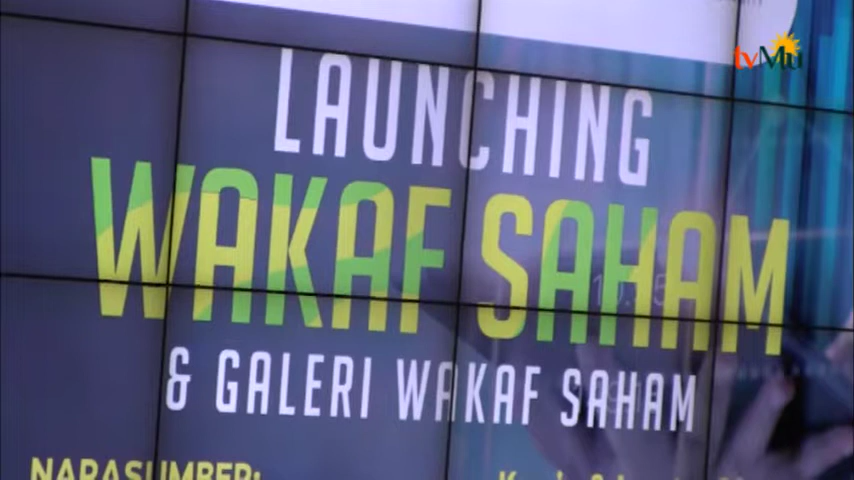 tvMu
LAUNCHING
WAKAF SAHAM
& GALERI WAKAF SAHAM
NARASUMBER: